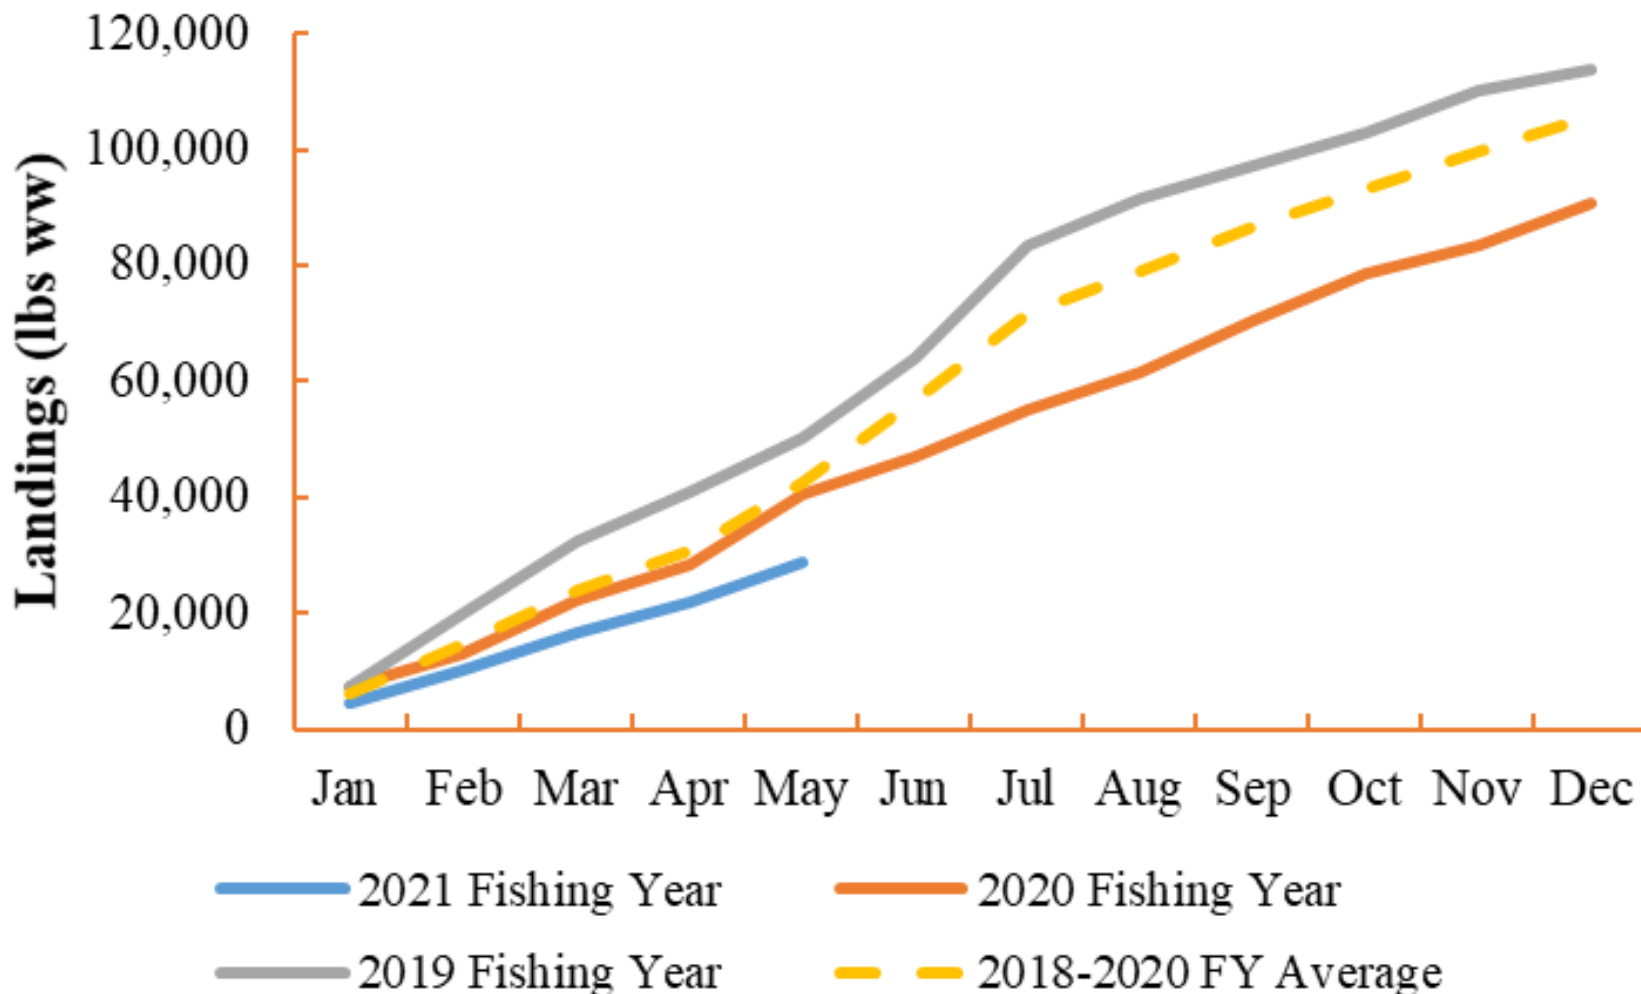 120,000
100,000
80,000
60,000
40,000
20,000
0
Landings (lbs ww)
Jan Feb Mar Apr May Jun Jul Aug Sep Oct Nov Dec
2021 Fishing Year 2020 Fishing Year
2019 Fishing Year 2018-2020 FY Average